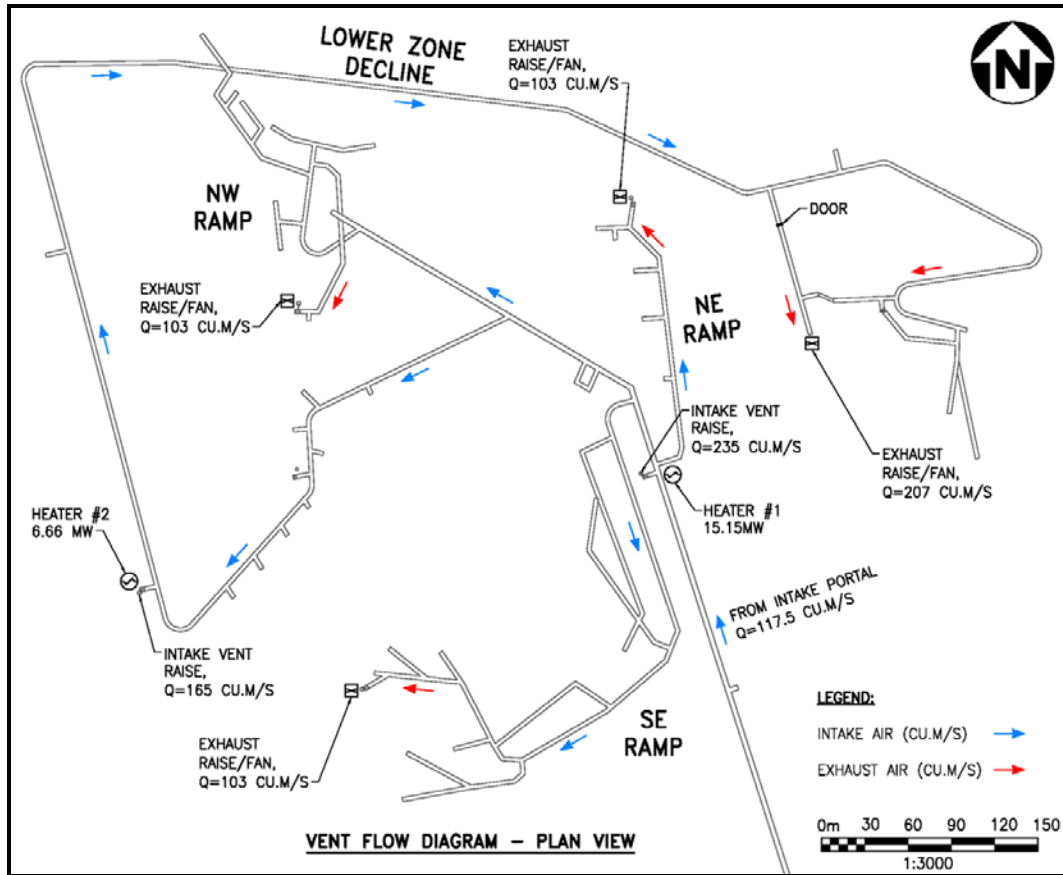 LOWER ZONE
DECLINE
EXHAUST
RAISE/FAN,
Q=103 CU.M/S
N
NW
RAMP
DOOR
EXHAUST
RAISE/FAN,
Q=103 CU.M/S
NE
RAMP
INTAKE VENT
RAISE,
Q=235 CU.M/S
EXHAUST
RAISE/FAN,
Q=207 CU.M/S
HEATER #2
6.66 MW
HEATER #1
15.15MW
FROM INTAKE PORTAL
Q=117.5 CU.M/S
INTAKE VENT
RAISE,
Q=165 CU.M/S
SE
RAMP
EXHAUST
RAISE/FAN,
Q=103 CU.M/S
LEGEND:
INTAKE AIR (CU.M/S)
EXHAUST AIR (CU.M/S)
VENT FLOW DIAGRAM – PLAN VIEW
0m 30 60 90 120 150
1:3000